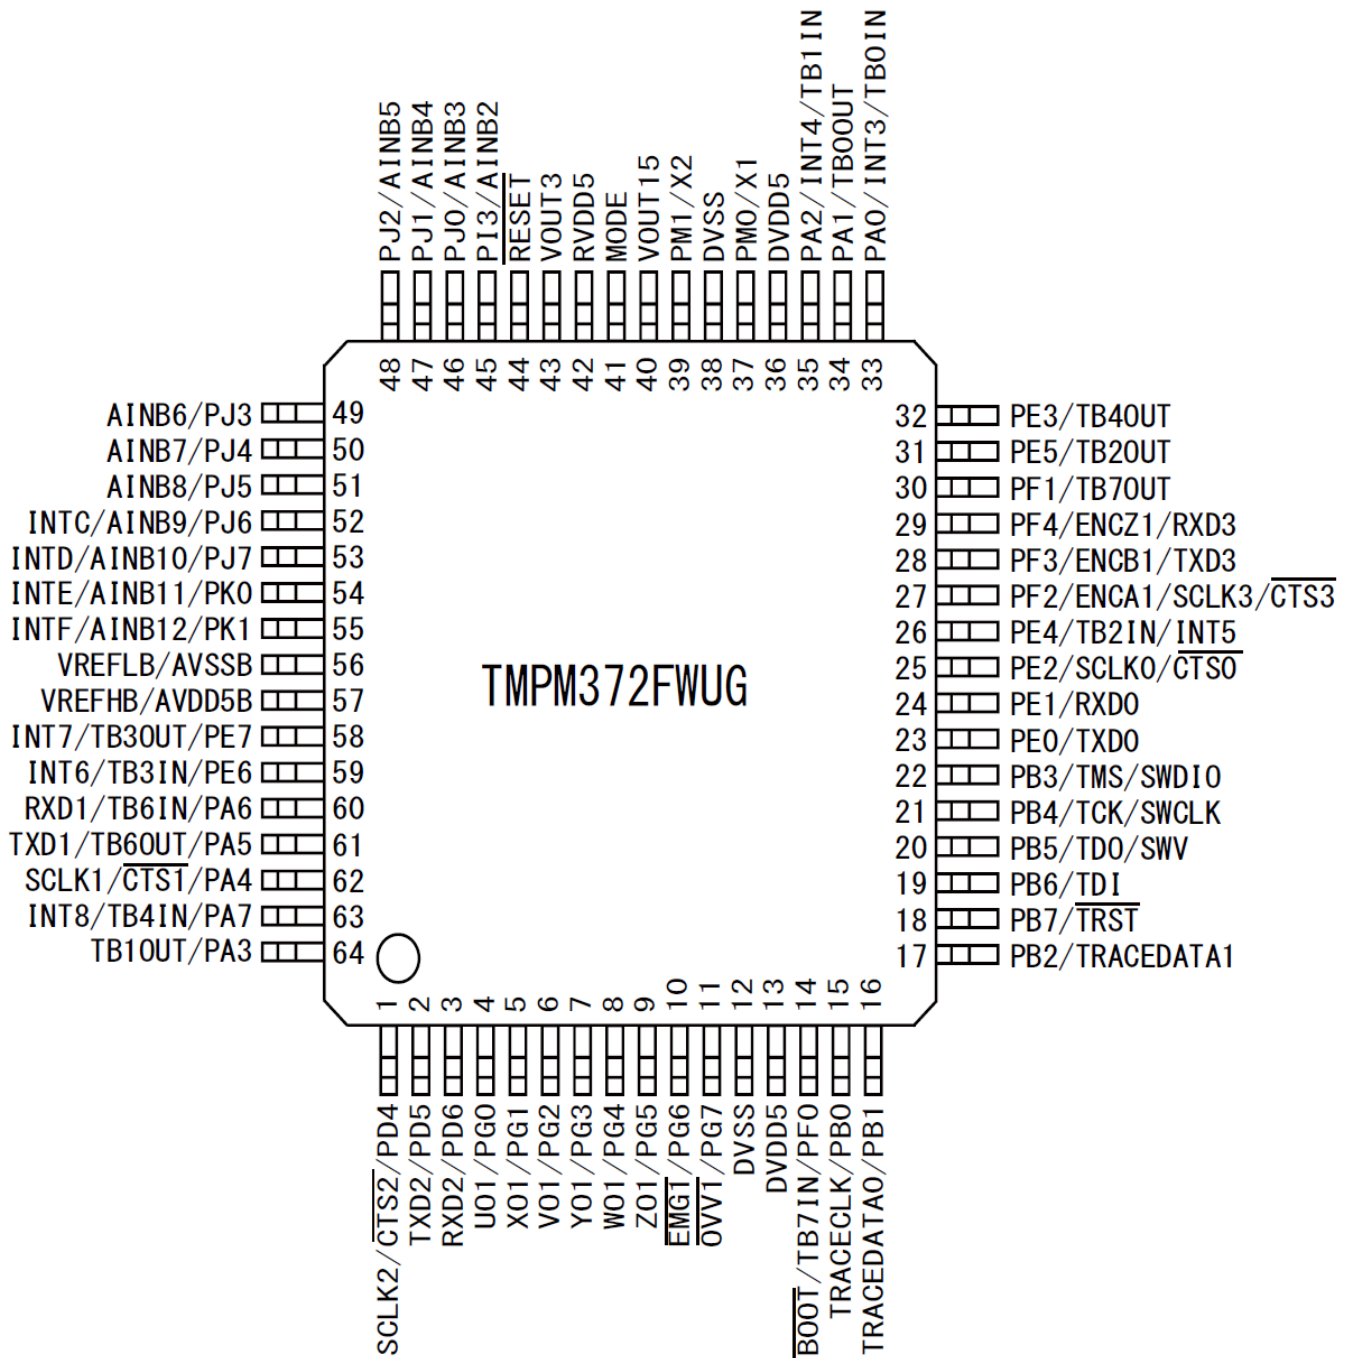 PJ2/AINB5
PJ1/AINB4
PJ0/AINB3
PI3/AINB2
RESET
VOUT3
RVDD5
MODE
VOUT15
PM1/X2
DVSS
PM0/X1
DVDD5
PA2/INT4/TB1IN
PA1/TB0OUT
PA0/INT3/TB0IN
48
47
46
45
44
43
42
41
40
39
38
37
36
35
34
33
AINB6/PJ3 49
AINB7/PJ4 50
AINB8/PJ5 51
INTC/AINB9/PJ6 52
INTD/AINB10/PJ7 53
INTE/AINB11/PK0 54
INTF/AINB12/PK1 55
VREFLB/AVSSB 56
VREFHB/AVDD5B 57
INT7/TB3OUT/PE7 58
INT6/TB3IN/PE6 59
RXD1/TB6IN/PA6 60
TXD1/TB6OUT/PA5 61
SCLK1/CTS1/PA4 62
INT8/TB4IN/PA7 63
TB1OUT/PA3 64
TMPM372FWUG
32 PE3/TB4OUT
31 PE5/TB2OUT
30 PF1/TB7OUT
29 PF4/ENCZ1/RXD3
28 PF3/ENCB1/TXD3
27 PF2/ENCA1/SCLK3/CTS3
26 PE4/TB2IN/INT5
25 PE2/SCLK0/CTS0
24 PE1/RXD0
23 PE0/TXD0
22 PB3/TMS/SWDIO
21 PB4/TCK/SWCLK
20 PB5/TDO/SWV
19 PB6/TDI
18 PB7/TRST
17 PB2/TRACEDATA1
1
2
3
4
5
6
7
8
9
10
11
12
13
14
15
16
SCLK2/CTS2/PD4
TXD2/PD5
RXD2/PD6
UO1/PG0
XO1/PG1
VO1/PG2
YO1/PG3
WO1/PG4
ZO1/PG5
EMG1/PG6
OVV1/PG7
DVSS
DVDD5
BOOT/TB7IN/PF0
TRACECLK/PB0
TRACEDATA0/PB1